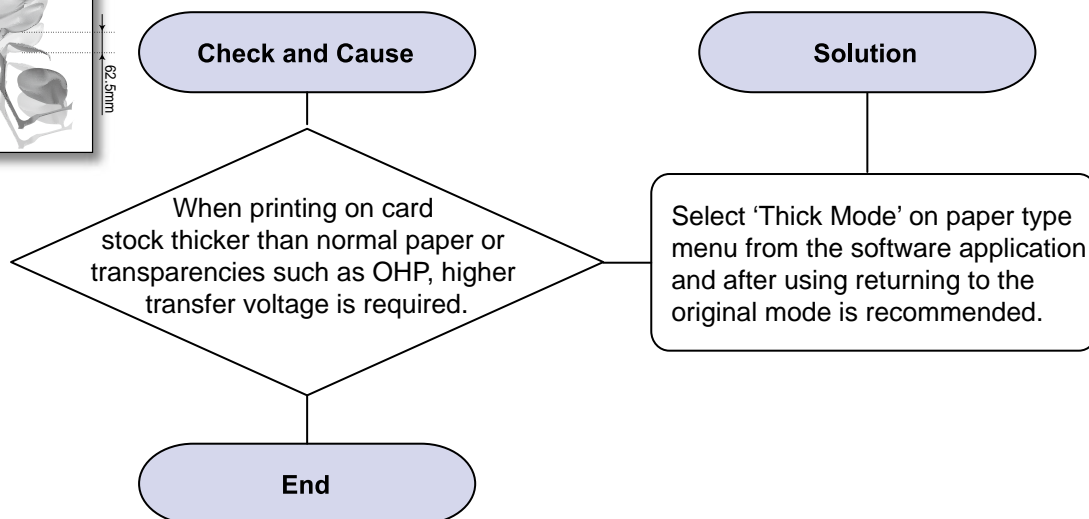 62.5mm
Check and Cause
Solution
When printing on card
stock thicker than normal paper or
transparencies such as OHP, higher
transfer voltage is required.
Select ‘Thick Mode’ on paper type
menu from the software application
and after using returning to the
original mode is recommended.
End